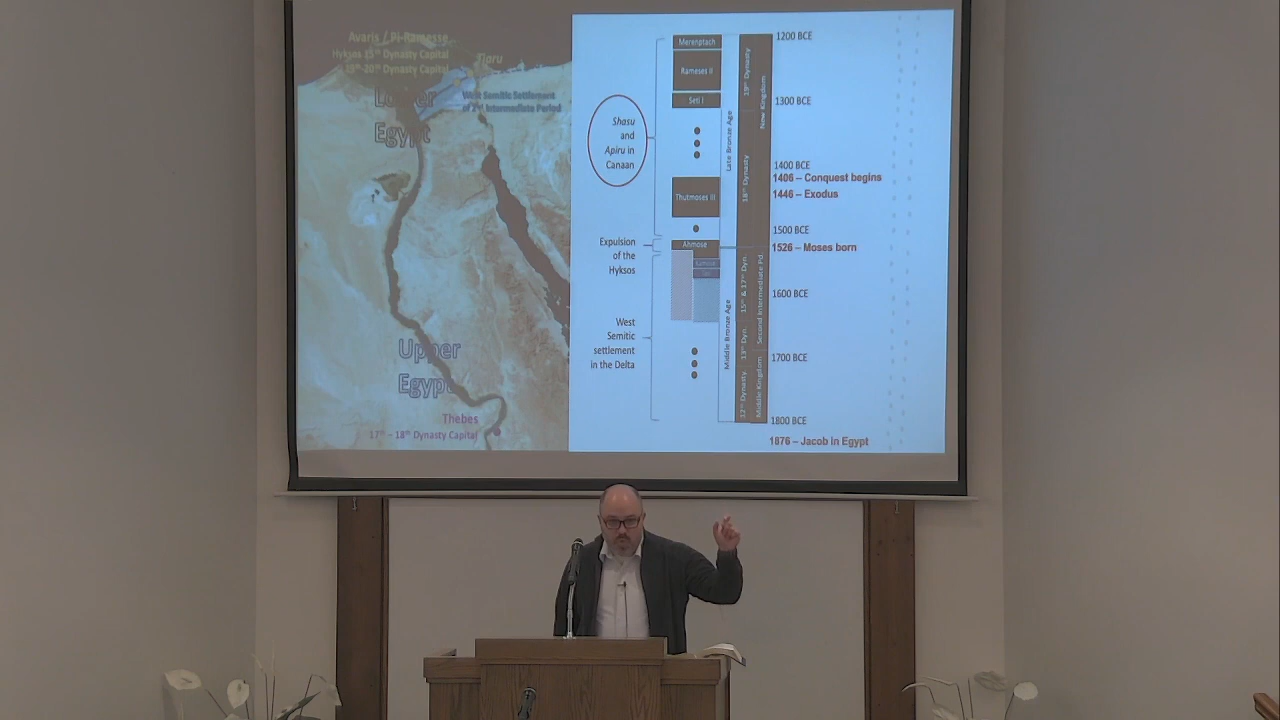 Avaris / Pi-Ramesse
Hyksos 15th Dynasty Capital
19th-20th Dynasty Capital
Tjaru
Lower
Egypt
West Semitic Settlement
of 2nd Intermediate Period
Upper
Egypt
Thebes
17th – 18th Dynasty Capital
Shasu
and
Apiru in
Canaan
Expulsion
of the
Hyksos
West
Semitic
settlement
in the Delta
Merenptach
Rameses II
Seti I
Thutmoses III
Ahmose
Late Bronze Age
Middle Bronze Age
19th Dynasty
18th Dynasty
15th & 17th Dyn.
13th Dyn.
12th Dynasty
New Kingdom
Second Intermediate Pd.
Middle Kingdom
1200 BCE
1300 BCE
1400 BCE
1406 – Conquest begins
1446 – Exodus
1500 BCE
1526 – Moses born
1600 BCE
1700 BCE
1800 BCE
1876 – Jacob in Egypt